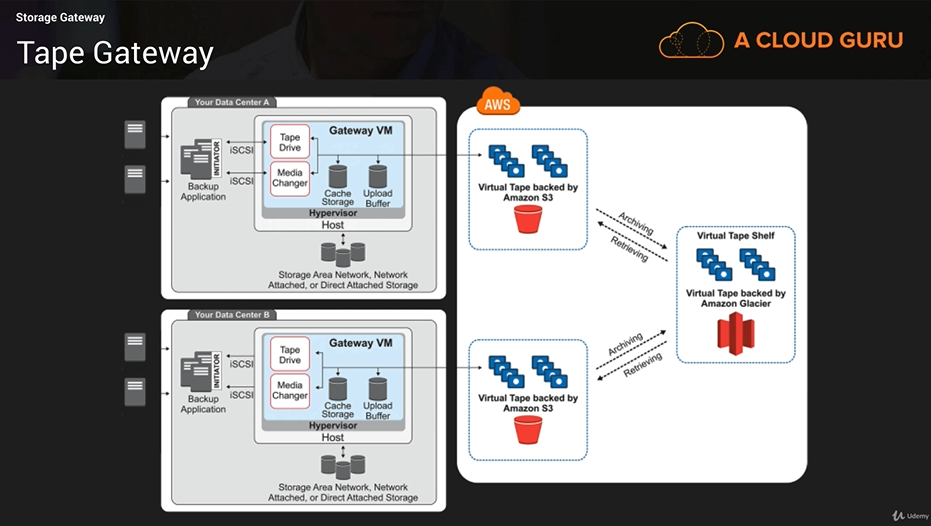 Storage Gateway
Tape Gateway
A CLOUD GURU
Your Data Center A
Gateway VM
Tape
Drive
Media
Changer
INITIATOR
iSCSI
iSCSI
Backup
Application
Cache
Storage
Upload
Buffer
Hypervisor
Host
Storage Area Network, Network
Attached, or Direct Attached Storage
Your Data Center B
Gateway VM
Tape
Drive
Media
Changer
INITIATOR
iSCSI
iSCSI
Backup
Application
Cache
Storage
Upload
Buffer
Hypervisor
Host
Storage Area Network, Network
Attached, or Direct Attached Storage
AWS
Virtual Tape backed by
Amazon S3
Archiving
Retrieving
Virtual Tape Shelf
Virtual Tape backed by
Amazon Glacier
Archiving
Retrieving
Virtual Tape backed by
Amazon S3
Udemy